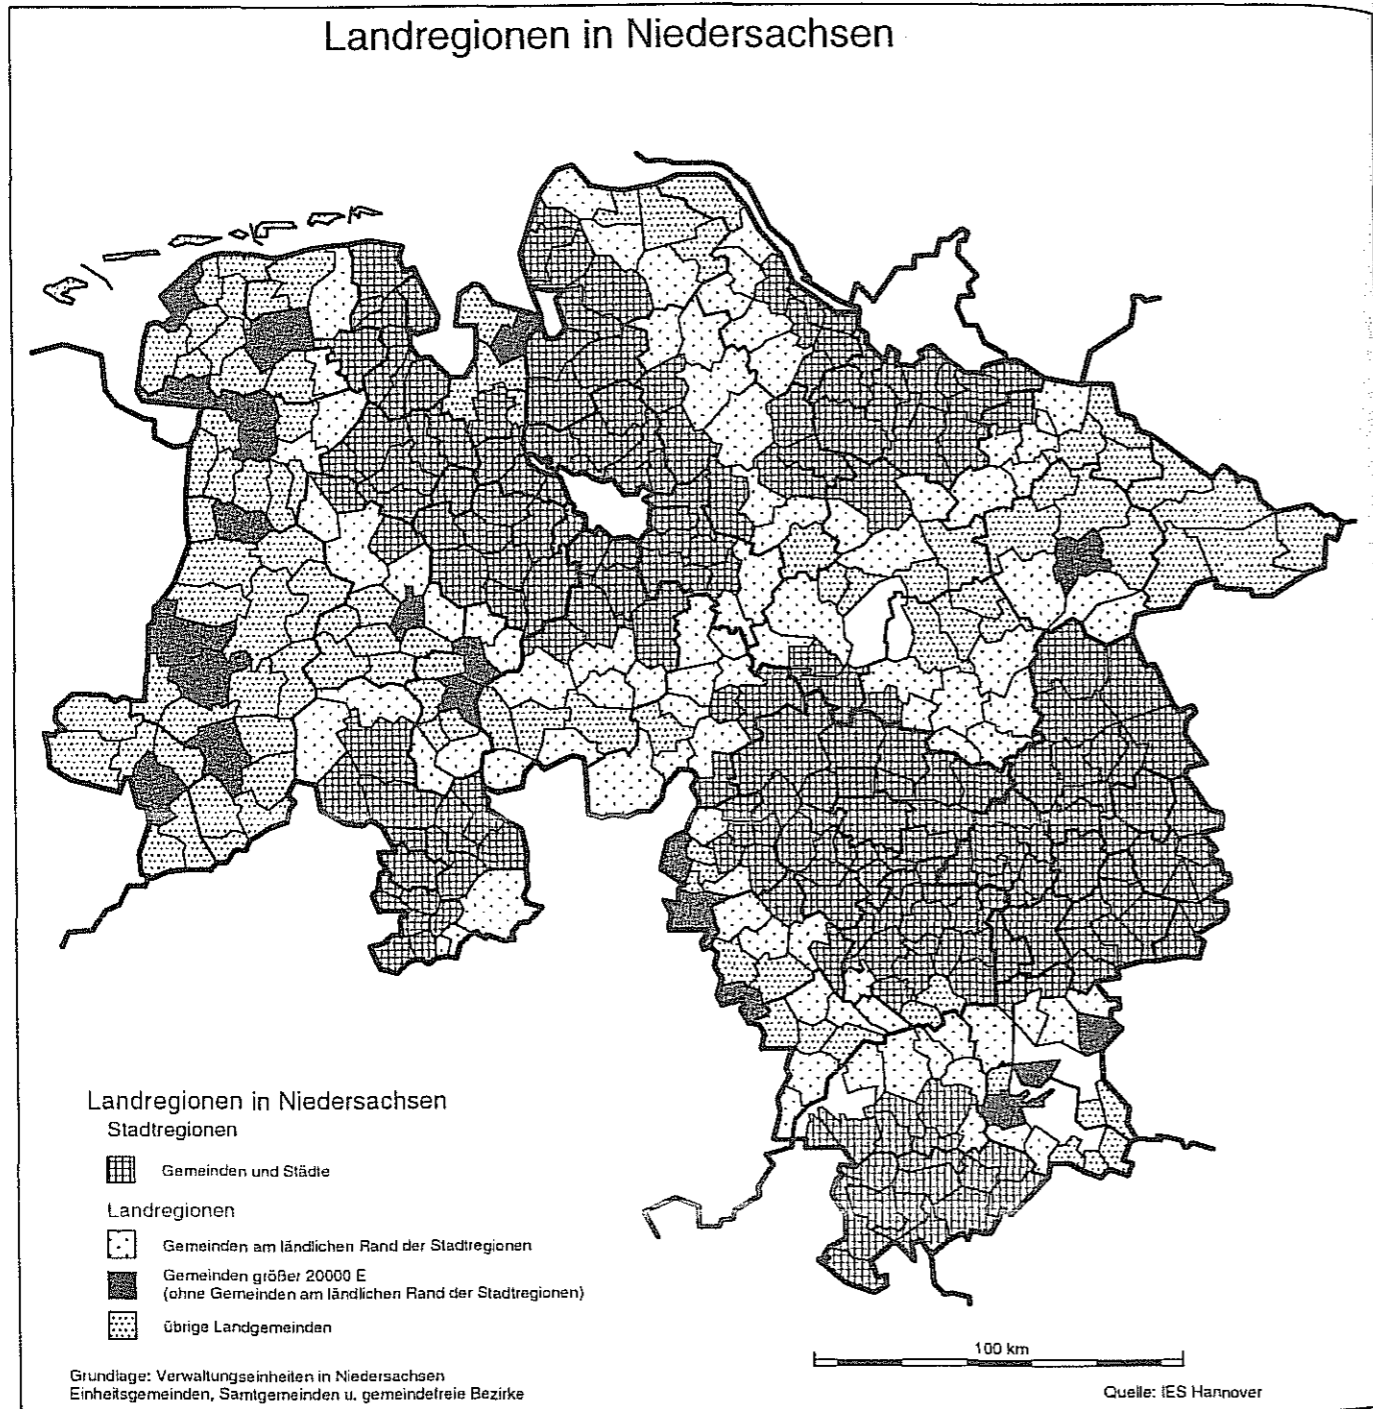 Landregionen in Niedersachsen
Landregionen in Niedersachsen
Stadtregionen
Gemeinden und Städte
Landregionen
Gemeinden am ländlichen Rand der Stadtregionen
Gemeinden größer 20000 E
(ohne Gemeinden am ländlichen Rand der Stadtregionen)
übrige Landgemeinden
100 km
Grundlage: Verwaltungseinheiten in Niedersachsen
Einheitsgemeinden, Samtgemeinden u. gemeindefreie Bezirke
Quelle: IES Hannover